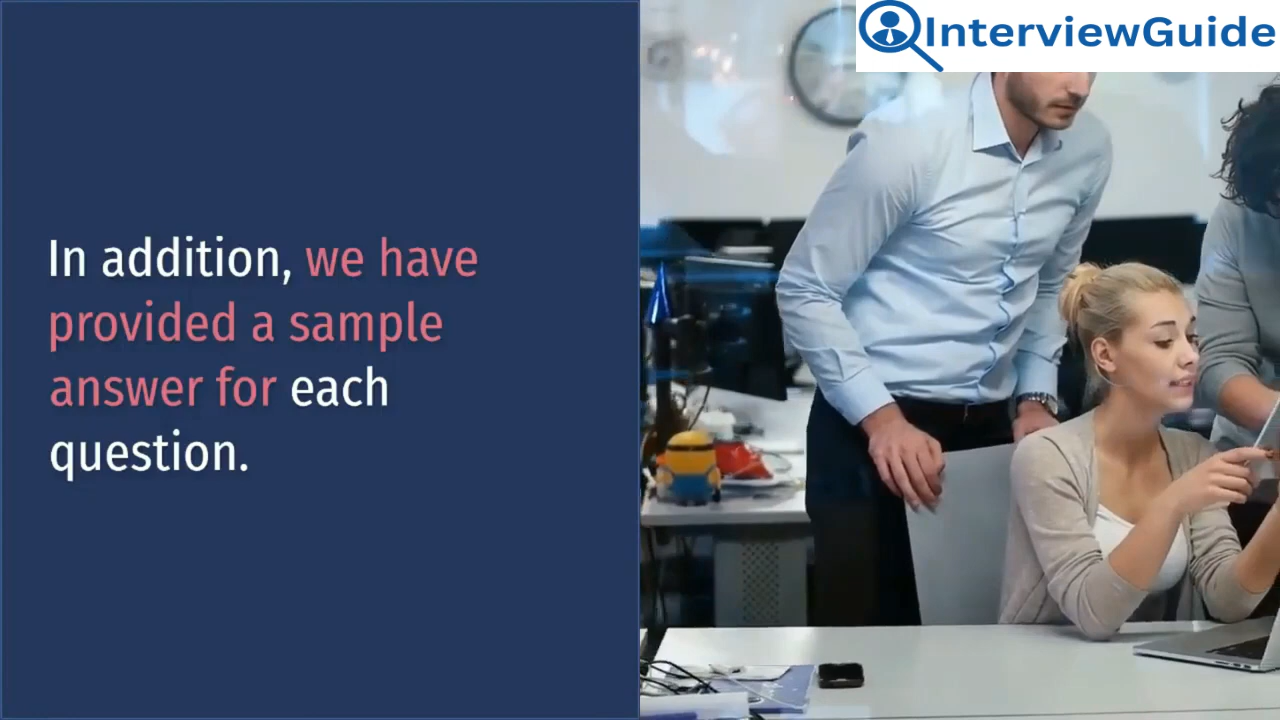 InterviewGuide
In addition, we have
provided a sample
answer for each
question.